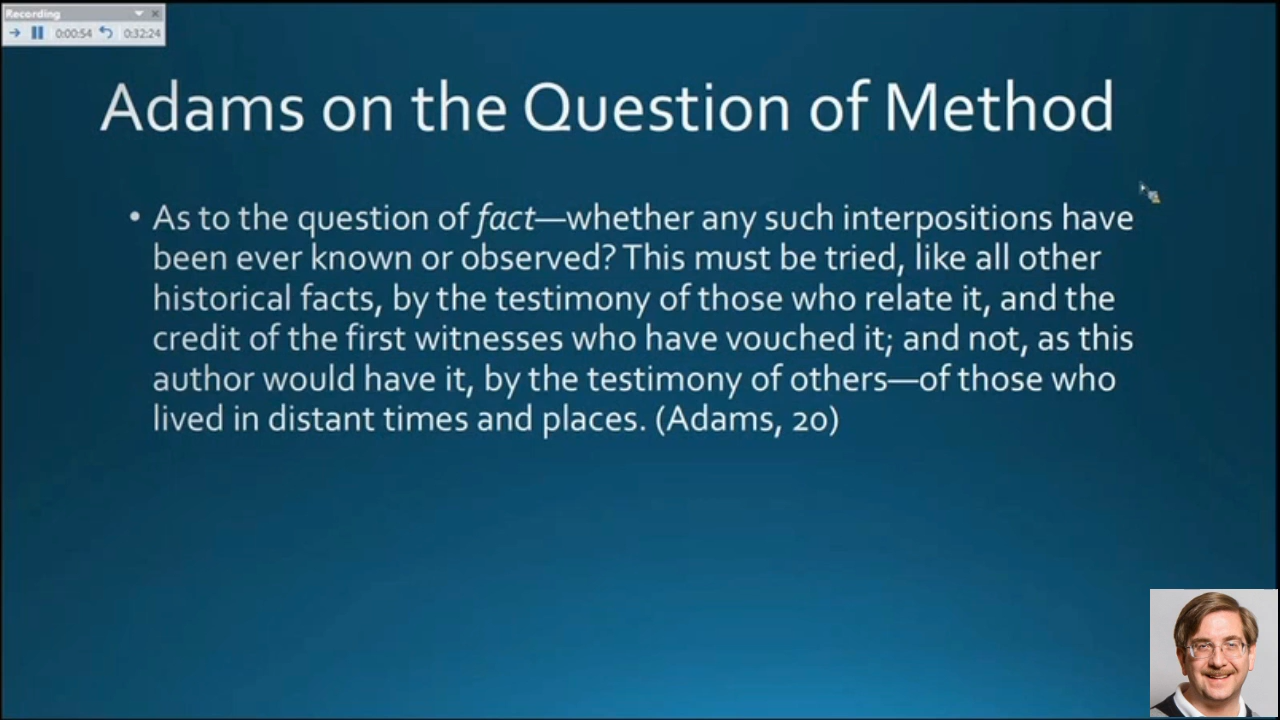 Recording
0:00:54 0:32:24
Adams on the Question of Method
• As to the question of fact—whether any such interpositions have
been ever known or observed? This must be tried, like all other
historical facts, by the testimony of those who relate it, and the
credit of the first witnesses who have vouched it; and not, as this
author would have it, by the testimony of others—of those who
lived in distant times and places. (Adams, 20)